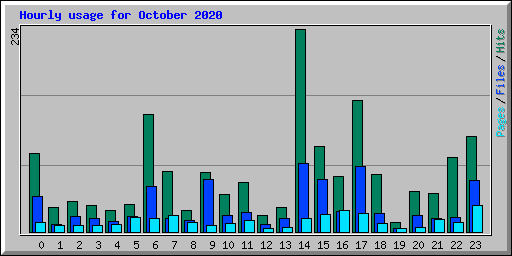 Hourly usage for October 2020
234
Pages/Files/Hits
0 1 2 3 4 5 6 7 8 9 10 11 12 13 14 15 16 17 18 19 20 21 22 23